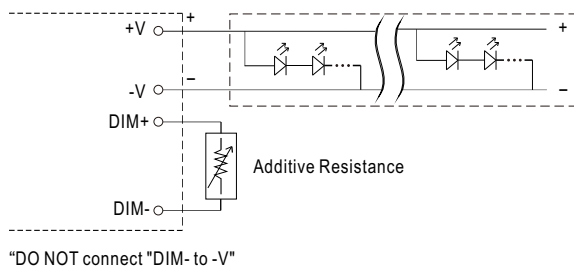 +
+V
+
−
-V
−
DIM+
Additive Resistance
DIM-
“DO NOT connect "DIM- to -V"